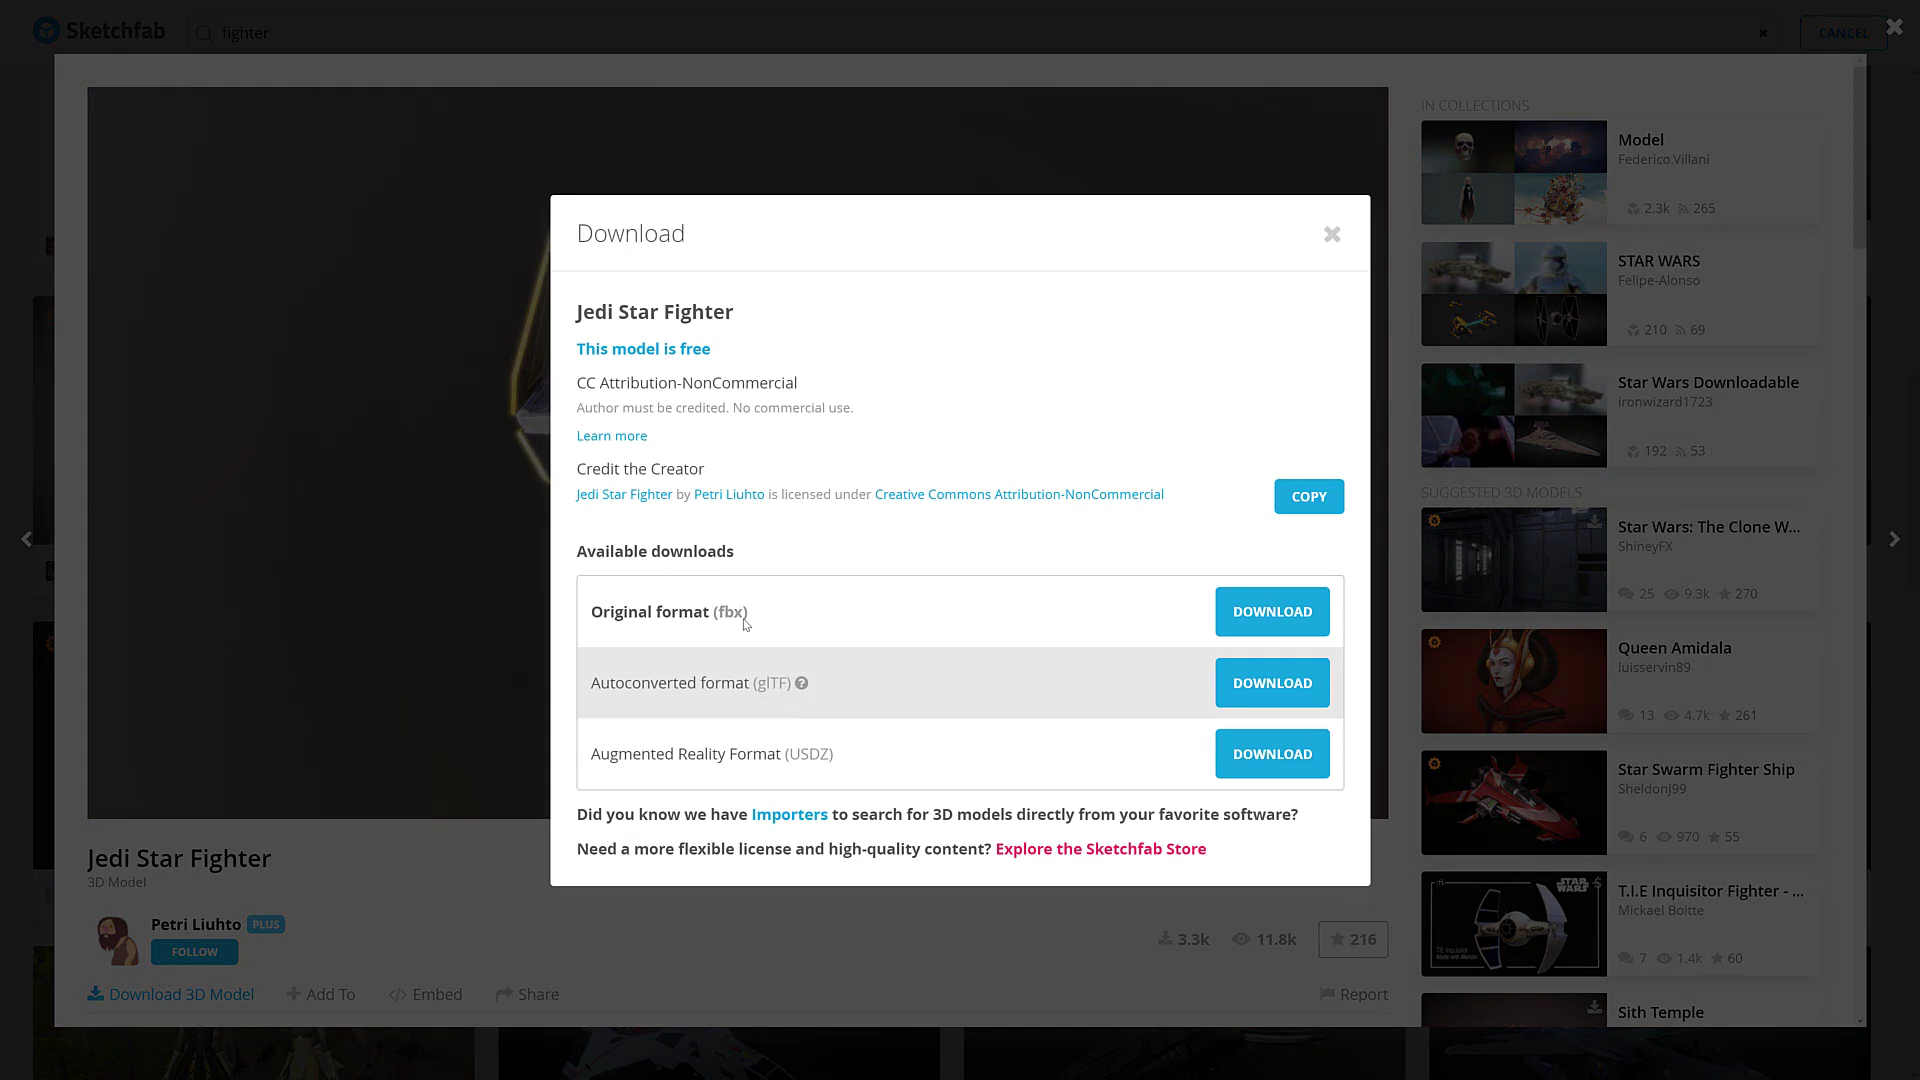 Sketchfab
fighter
CANCEL
IN COLLECTIONS
Model
Federico.Villani
2.3k 265
STAR WARS
Felipe-Alonso
210 69
Star Wars Downloadable
ironwizard1723
192 53
SUGGESTED 3D MODELS
Star Wars: The Clone W...
ShineyFX
25 9.3k 270
Queen Amidala
luisservin89
13 4.7k 261
Star Swarm Fighter Ship
SheldonJ99
6 970 55
STAR WARS
TIE Inquisitor
Made with Blender
T.I.E Inquisitor Fighter - ...
Mickael Boitte
7 1.4k 60
Sith Temple
Download
Jedi Star Fighter
This model is free
CC Attribution-NonCommercial
Author must be credited. No commercial use.
Learn more
Credit the Creator
Jedi Star Fighter by Petri Liuhto is licensed under Creative Commons Attribution-NonCommercial
COPY
Available downloads
Original format (fbx)
DOWNLOAD
Autoconverted format (glTF) ?
DOWNLOAD
Augmented Reality Format (USDZ)
DOWNLOAD
Did you know we have Importers to search for 3D models directly from your favorite software?
Need a more flexible license and high-quality content? Explore the Sketchfab Store
Jedi Star Fighter
3D Model
Petri Liuhto PLUS
FOLLOW
3.3k 11.8k 216
Download 3D Model Add To Embed Share Report